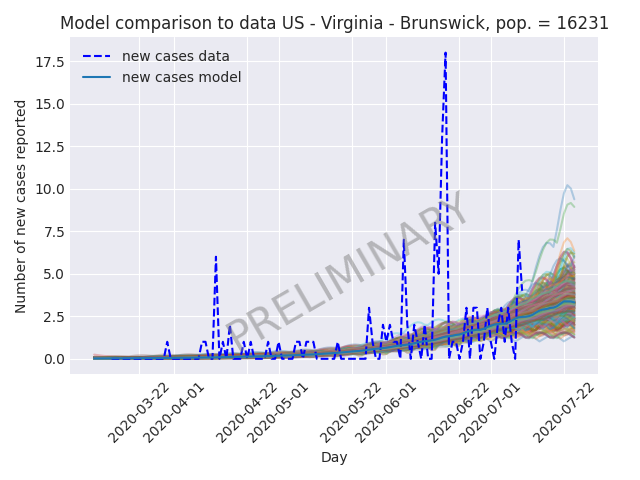 Model comparison to data US - Virginia - Brunswick, pop. = 16231
new cases data
new cases model
17.5
15.0
12.5
10.0
7.5
5.0
2.5
0.0
Number of new cases reported
PRELIMINARY
2020-03-22
2020-04-01
2020-04-22
2020-05-01
2020-05-22
2020-06-01
2020-06-22
2020-07-01
2020-07-22
Day